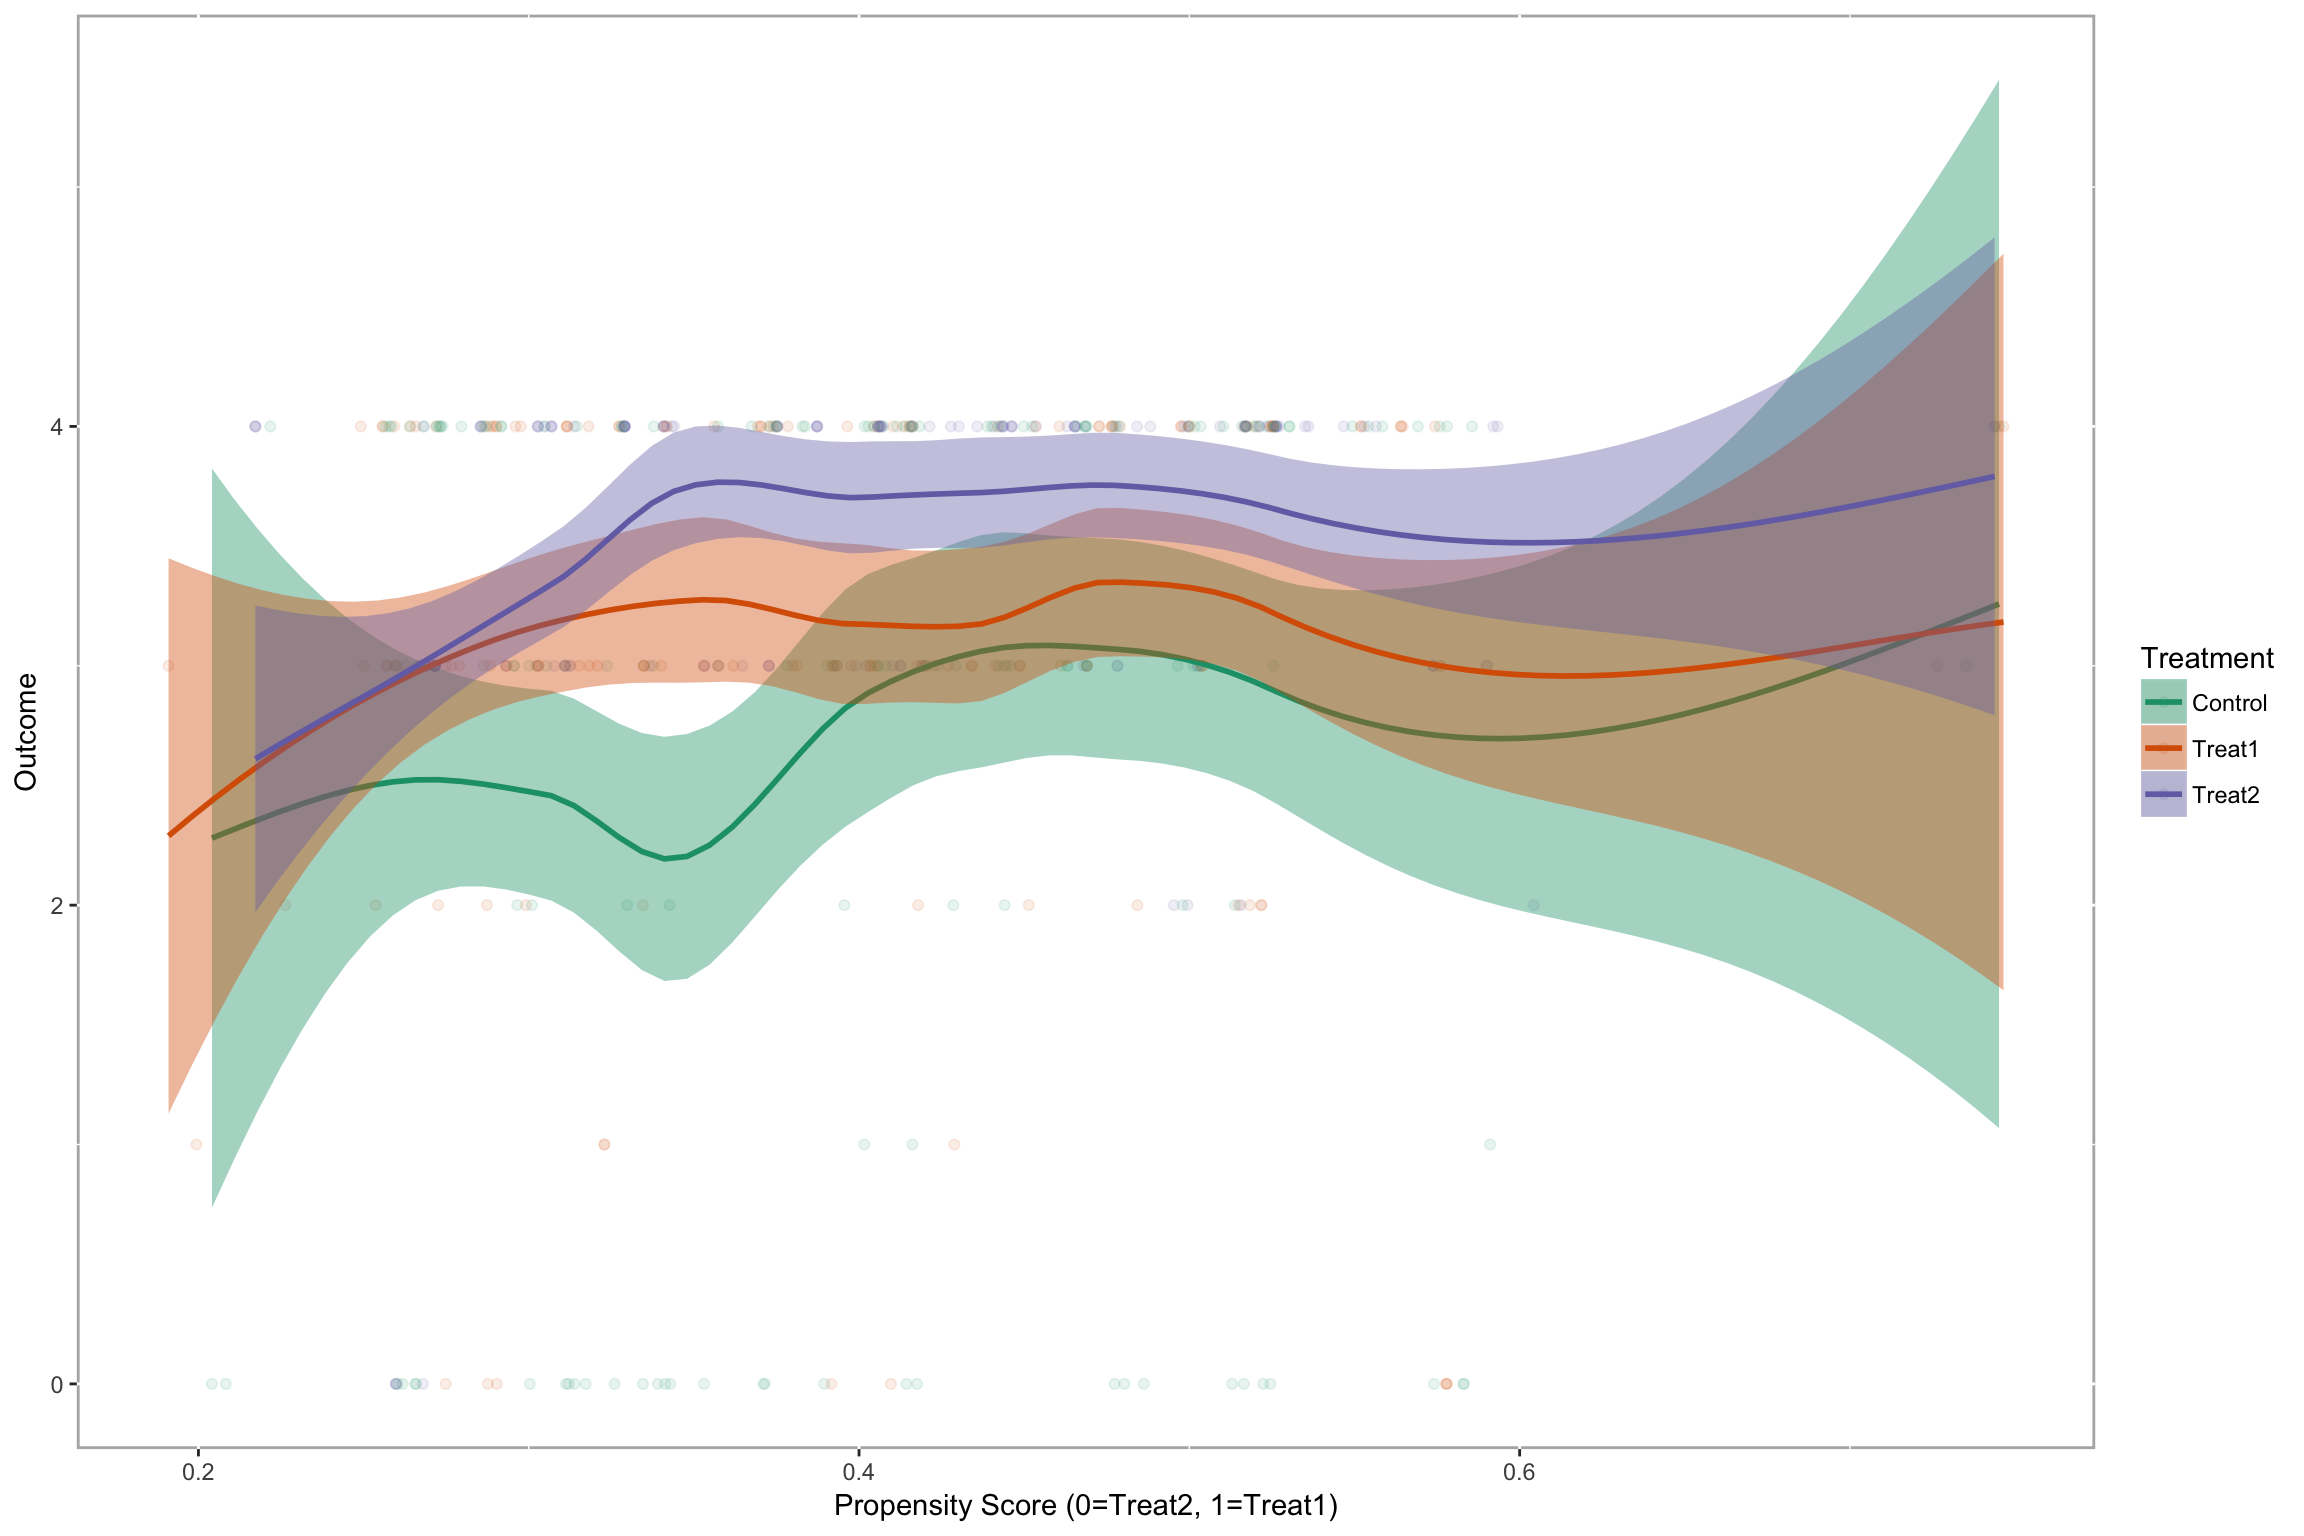 4
2
0
Outcome
0.2
0.4
0.6
Propensity Score (0=Treat2, 1=Treat1)
Treatment
Control
Treat1
Treat2